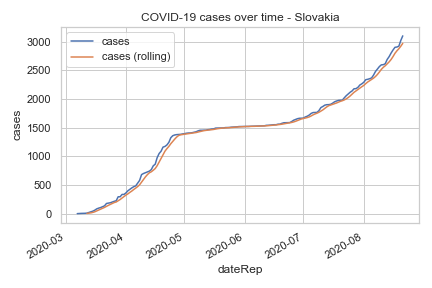 COVID-19 cases over time - Slovakia
cases
cases (rolling)
3000
2500
2000
1500
1000
500
0
cases
2020-03
2020-04
2020-05
2020-06
2020-07
2020-08
dateRep